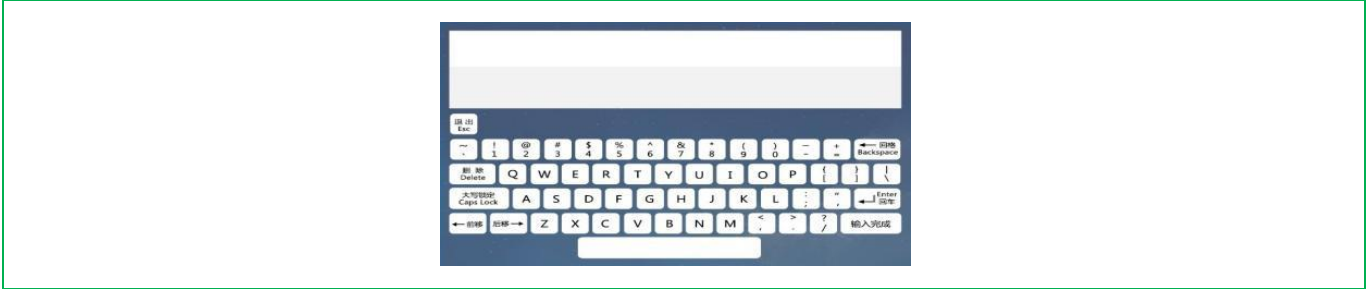 退 出
Esc
~ ! @ # $ % ^ & * ( ) — + ← 回格
1 2 3 4 5 6 7 8 9 0 - = Backspace
删 除
Delete Q W E R T Y U I O P { [ } ] | \
大写锁定
Caps Lock A S D F G H J K L : ; " , Enter
回车
← 前移 后移 → Z X C V B N M < , > . ? / 输入完成